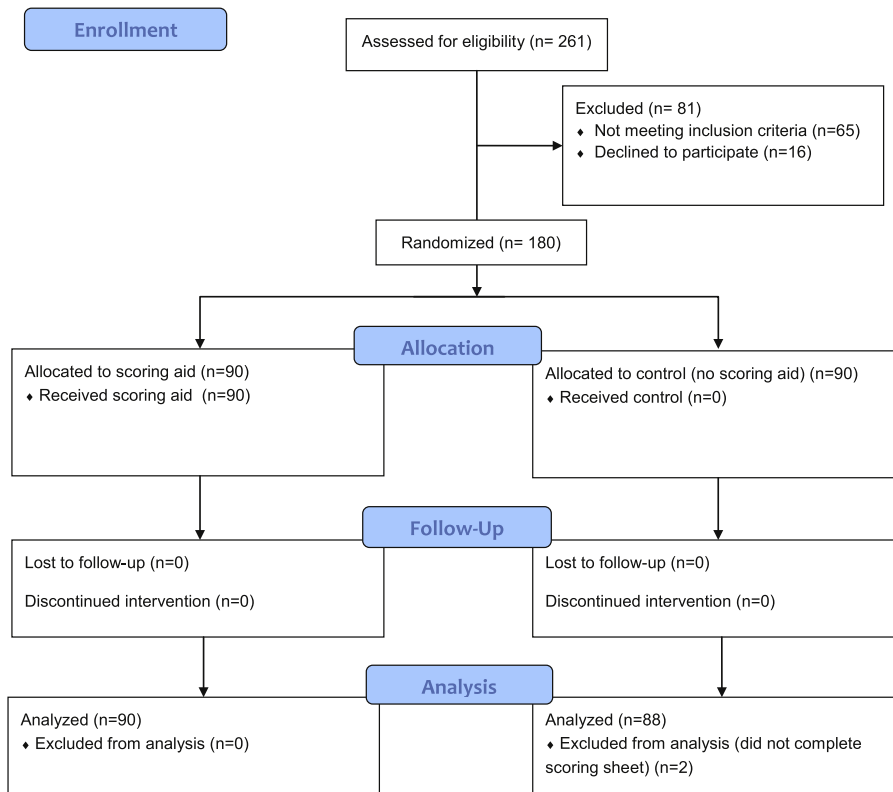 Enrollment
Assessed for eligibility (n= 261)
Excluded (n= 81)
♦ Not meeting inclusion criteria (n=65)
♦ Declined to participate (n=16)
Randomized (n= 180)
Allocation
Allocated to scoring aid (n=90)
♦ Received scoring aid (n=90)
Allocated to control (no scoring aid) (n=90)
♦ Received control (n=0)
Follow-Up
Lost to follow-up (n=0)
Discontinued intervention (n=0)
Lost to follow-up (n=0)
Discontinued intervention (n=0)
Analysis
Analyzed (n=90)
♦ Excluded from analysis (n=0)
Analyzed (n=88)
♦ Excluded from analysis (did not complete
scoring sheet) (n=2)